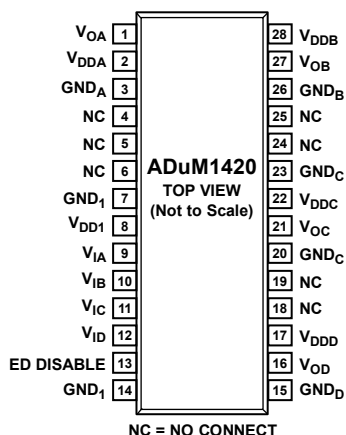 VOA 1
VDDA 2
GNDA 3
NC 4
NC 5
NC 6
GND1 7
VDD1 8
VIA 9
VIB 10
VIC 11
VID 12
ED DISABLE 13
GND1 14
ADuM1420
TOP VIEW
(Not to Scale)
28 VDDB
27 VOB
26 GNDB
25 NC
24 NC
23 GNDC
22 VDDC
21 VOC
20 GNDC
19 NC
18 NC
17 VDDD
16 VOD
15 GNDD
NC = NO CONNECT